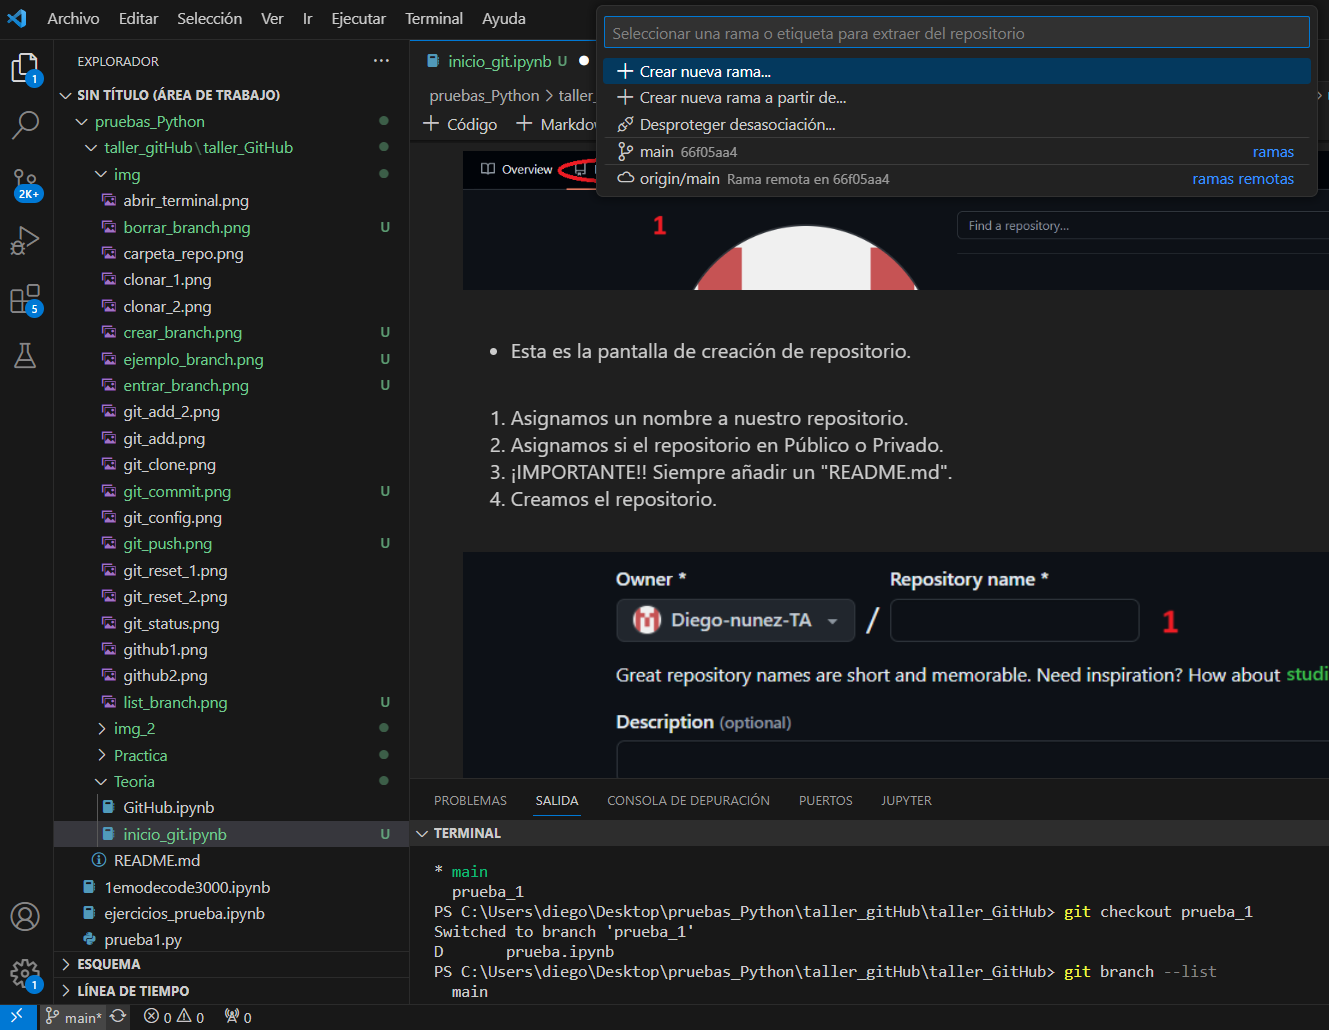 Archivo Editar Selección Ver Ir Ejecutar Terminal Ayuda
Seleccionar una rama o etiqueta para extraer del repositorio
Crear nueva rama...
Crear nueva rama a partir de...
Desproteger desasociación...
main 66f05aa4 ramas
origin/main Rama remota en 66f05aa4 ramas remotas
1
2K+
5
1
EXPLORADOR
SIN TÍTULO (ÁREA DE TRABAJO)
pruebas_Python
taller_gitHub\taller_GitHub
img
abrir_terminal.png
borrar_branch.png U
carpeta_repo.png
clonar_1.png
clonar_2.png
crear_branch.png U
ejemplo_branch.png U
entrar_branch.png U
git_add_2.png
git_add.png
git_clone.png
git_commit.png U
git_config.png
git_push.png U
git_reset_1.png
git_reset_2.png
git_status.png
github1.png
github2.png
list_branch.png U
img_2
Practica
Teoria
GitHub.ipynb
inicio_git.ipynb U
README.md
1emodecode3000.ipynb
ejercicios_prueba.ipynb
prueba1.py
ESQUEMA
LÍNEA DE TIEMPO
inicio_git.ipynb U
pruebas_Python > taller_
+ Código + Markdow
Overview
1
Find a repository...
• Esta es la pantalla de creación de repositorio.
1. Asignamos un nombre a nuestro repositorio.
2. Asignamos si el repositorio en Público o Privado.
3. ¡IMPORTANTE!! Siempre añadir un "README.md".
4. Creamos el repositorio.
Owner * Repository name *
Diego-nunez-TA / 1
Great repository names are short and memorable. Need inspiration? How about studi
Description (optional)
PROBLEMAS SALIDA CONSOLA DE DEPURACIÓN PUERTOS JUPYTER
TERMINAL
* main
prueba_1
PS C:\Users\diego\Desktop\pruebas_Python\taller_gitHub\taller_GitHub> git checkout prueba_1
Switched to branch 'prueba_1'
D prueba.ipynb
PS C:\Users\diego\Desktop\pruebas_Python\taller_gitHub\taller_GitHub> git branch --list
main
main* 0 0 0